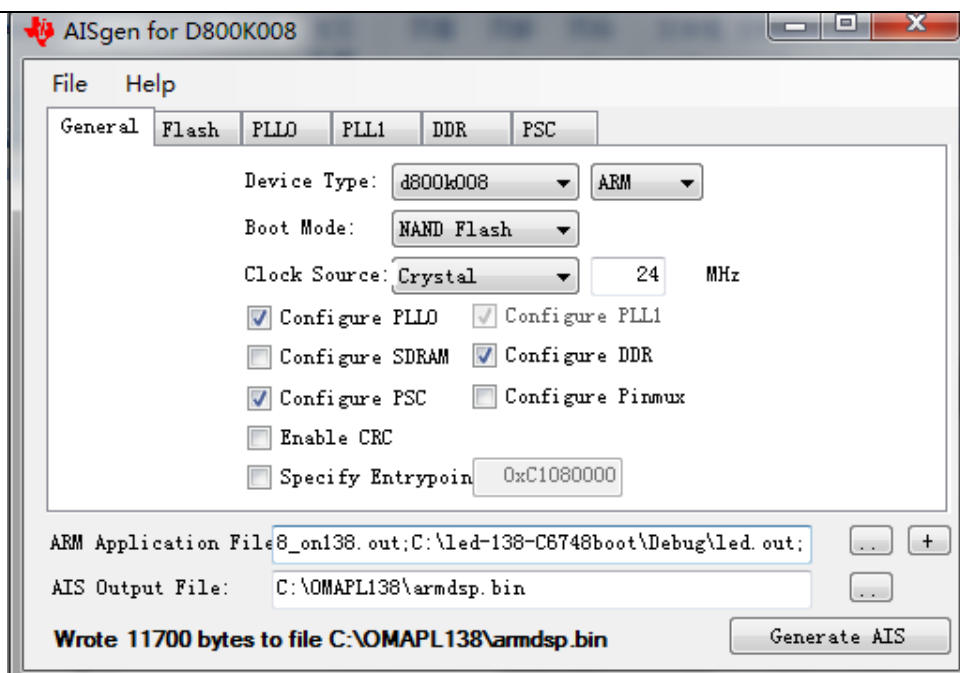 AISgen for D800K008
File Help
General Flash PLL0 PLL1 DDR PSC
Device Type: d800k008 ARM
Boot Mode: NAND Flash
Clock Source: Crystal 24 MHz
Configure PLL0 Configure PLL1
Configure SDRAM Configure DDR
Configure PSC Configure Pinmux
Enable CRC
Specify Entrypoin 0xC1080000
ARM Application File 8_on138.out;C:\led-138-C6748boot\Debug\led.out; .. +
AIS Output File: C:\OMAPL138\armdsp.bin ..
Wrote 11700 bytes to file C:\OMAPL138\armdsp.bin Generate AIS